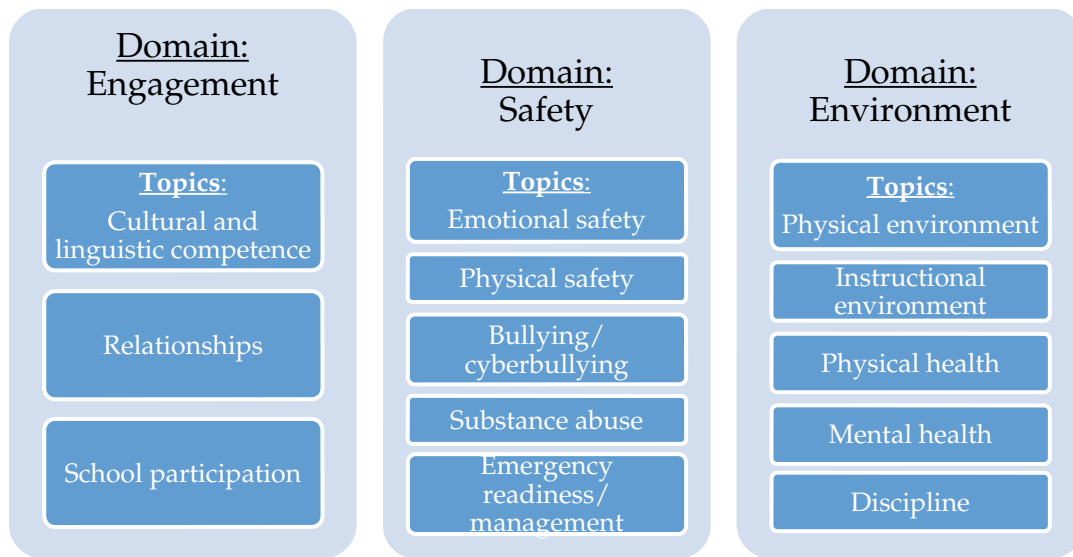 Domain:
Engagement
Topics:
Cultural and
linguistic competence
Relationships
School participation
Domain:
Safety
Topics:
Emotional safety
Physical safety
Bullying/
cyberbullying
Substance abuse
Emergency
readiness/
management
Domain:
Environment
Topics:
Physical environment
Instructional
environment
Physical health
Mental health
Discipline